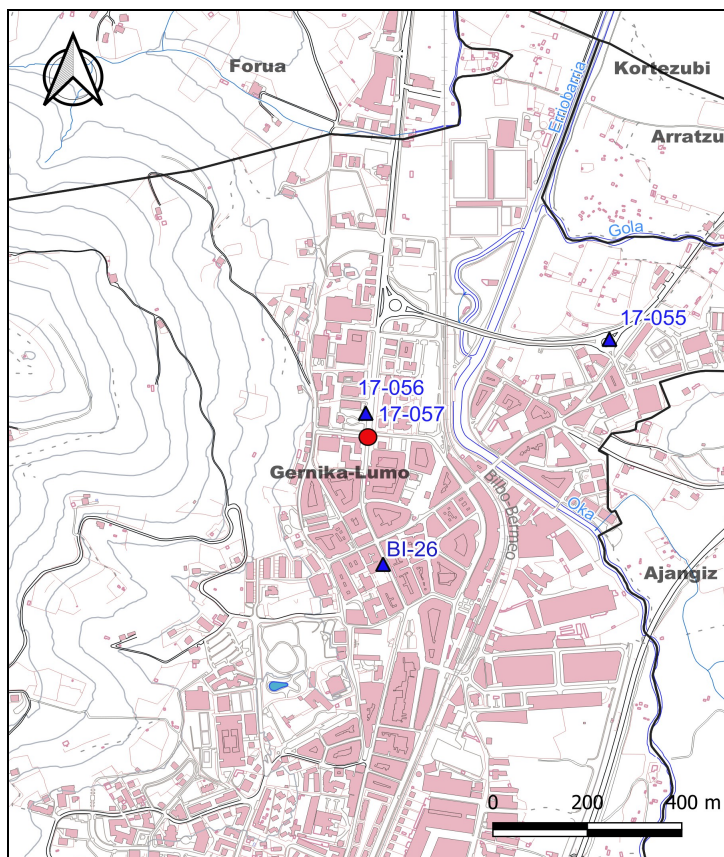 Forua
Kortezubi
Ernobarria
Arratzu
Gola
17-055
17-056
17-057
Gernika-Lumo
Bilbo-Bermeo
Oka
BI-26
Ajangiz
0 200 400 m